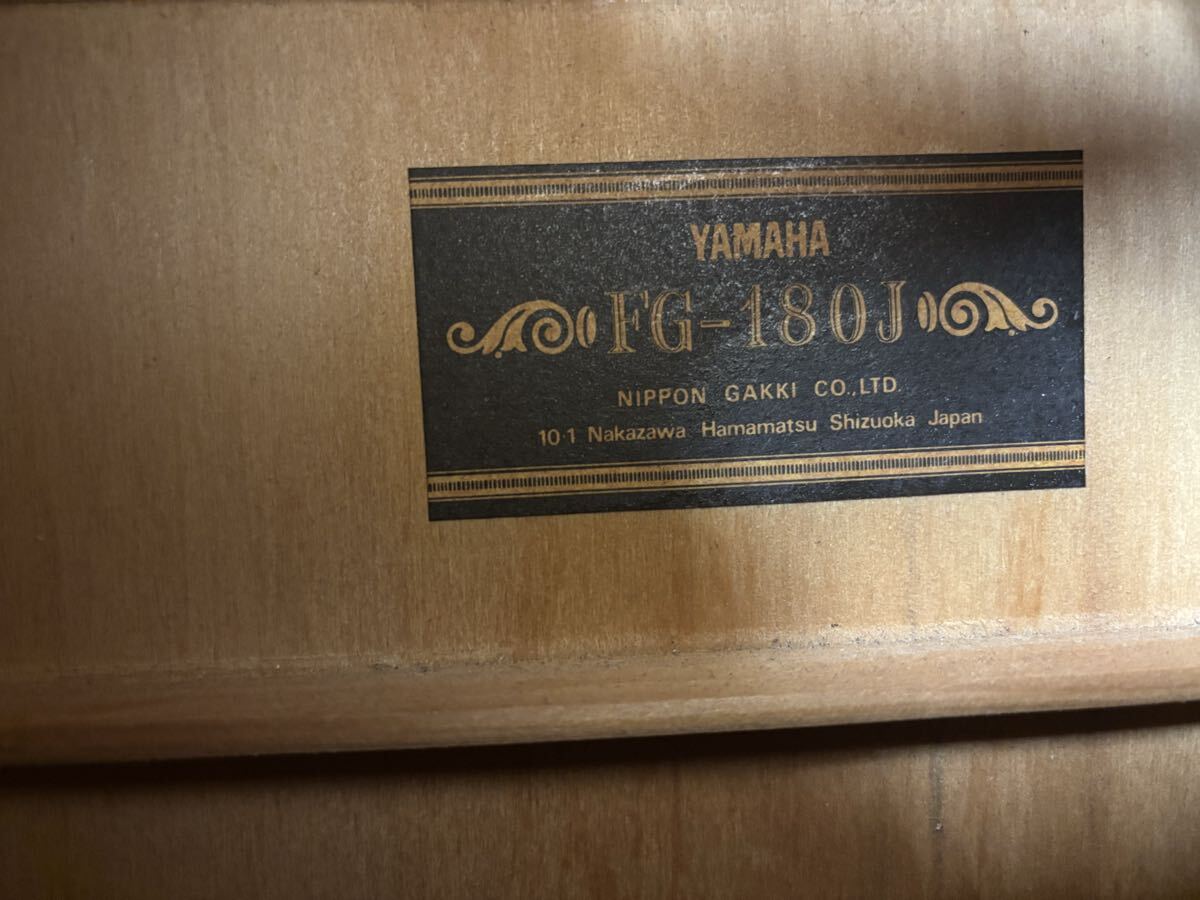 YAMAHA
FG-180J
NIPPON GAKKI CO.,LTD.
10·1 Nakazawa Hamamatsu Shizuoka Japan